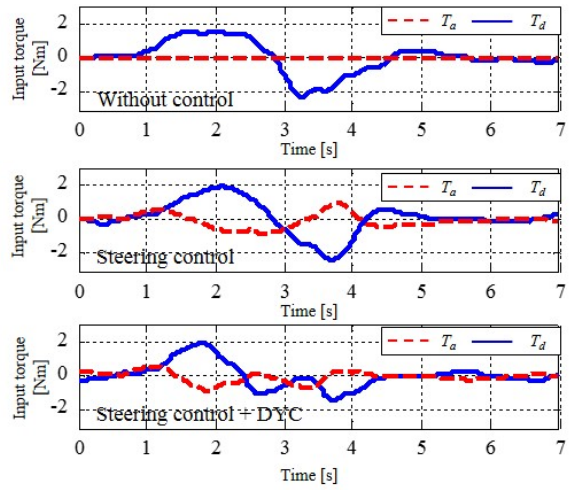 Input torque
[Nm]
2
0
-2
T_a T_d
Without control
0 1 2 3 4 5 6 7
Time [s]
Input torque
[Nm]
2
0
-2
T_a T_d
Steering control
0 1 2 3 4 5 6 7
Time [s]
Input torque
[Nm]
2
0
-2
T_a T_d
Steering control + DYC
0 1 2 3 4 5 6 7
Time [s]